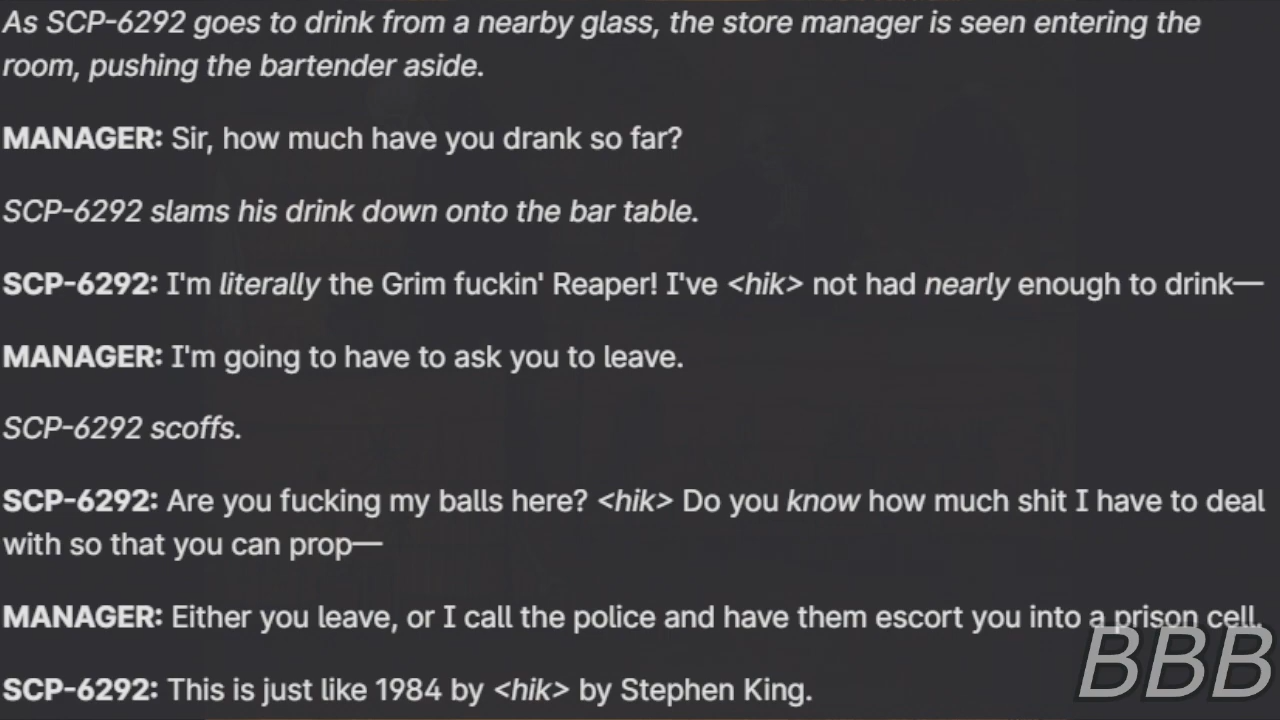 As SCP-6292 goes to drink from a nearby glass, the store manager is seen entering the
room, pushing the bartender aside.
MANAGER: Sir, how much have you drank so far?
SCP-6292 slams his drink down onto the bar table.
SCP-6292: I'm literally the Grim fuckin' Reaper! I've <hik> not had nearly enough to drink—
MANAGER: I'm going to have to ask you to leave.
SCP-6292 scoffs.
SCP-6292: Are you fucking my balls here? <hik> Do you know how much shit I have to deal
with so that you can prop—
MANAGER: Either you leave, or I call the police and have them escort you into a prison cell.
SCP-6292: This is just like 1984 by <hik> by Stephen King.
BBB